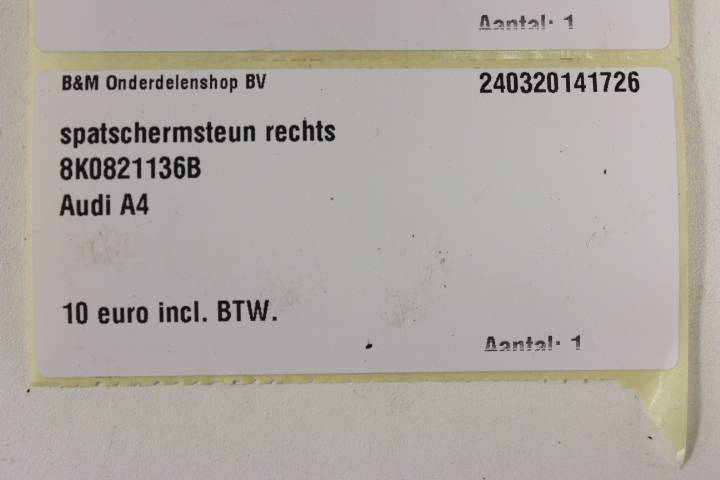 Aantal: 1
B&M Onderdelenshop BV 240320141726
spatschermsteun rechts
8K0821136B
Audi A4
10 euro incl. BTW.
Aantal: 1